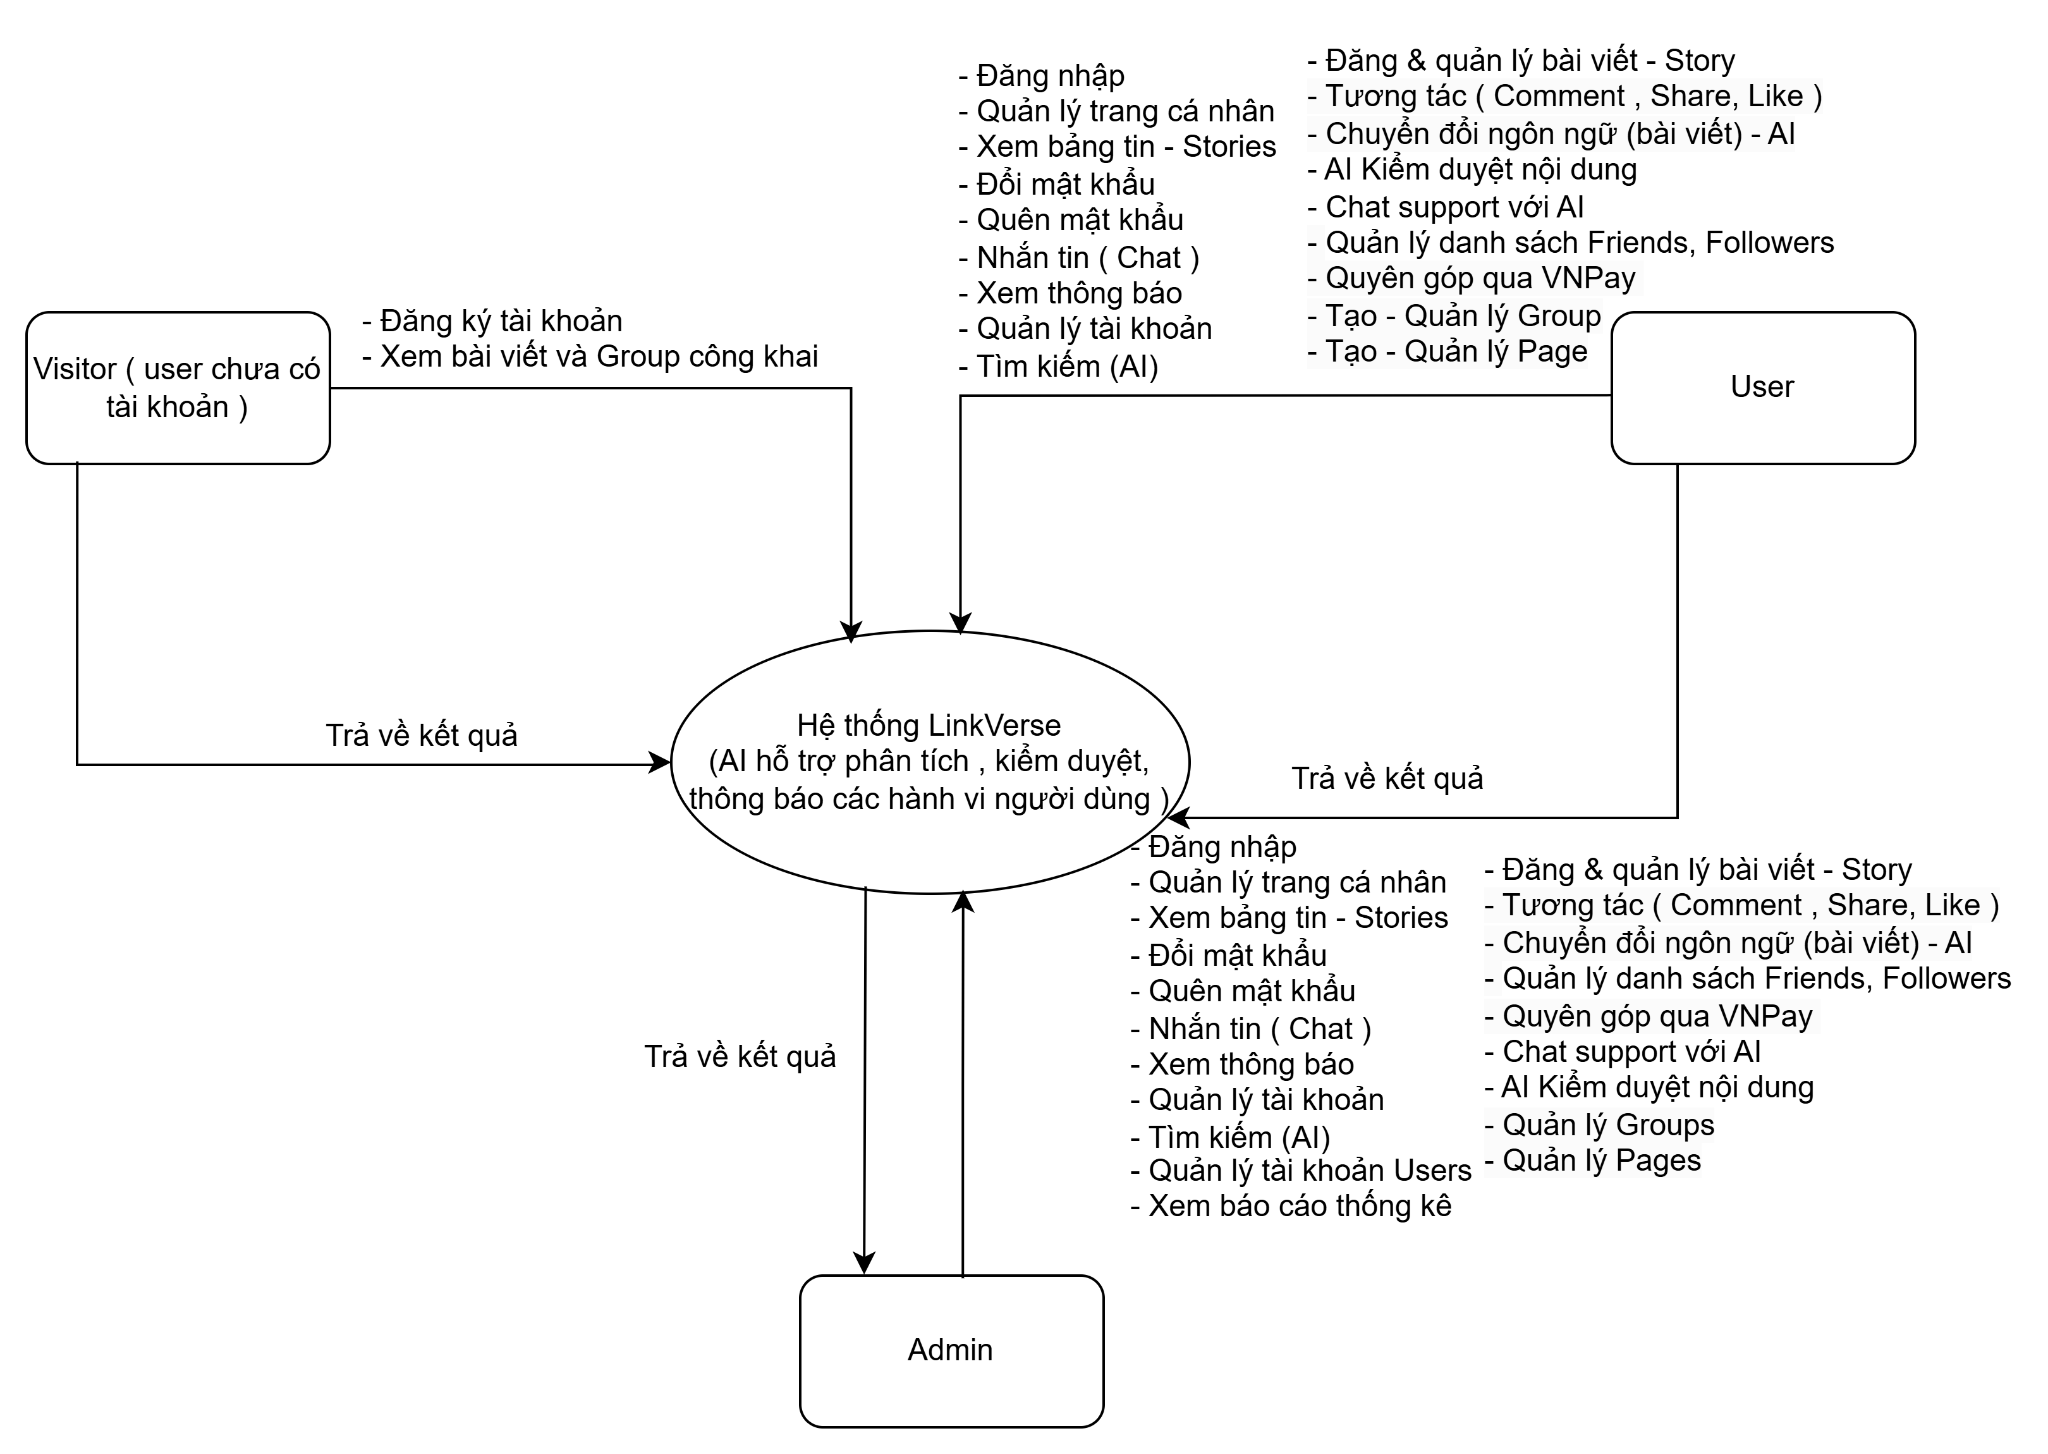 - Đăng nhập
- Quản lý trang cá nhân
- Xem bảng tin - Stories
- Đổi mật khẩu
- Quên mật khẩu
- Nhắn tin ( Chat )
- Xem thông báo
- Quản lý tài khoản
- Tìm kiếm (AI)
- Đăng & quản lý bài viết - Story
- Tương tác ( Comment , Share, Like )
- Chuyển đổi ngôn ngữ (bài viết) - AI
- AI Kiểm duyệt nội dung
- Chat support với AI
- Quản lý danh sách Friends, Followers
- Quyên góp qua VNPay
- Tạo - Quản lý Group
- Tạo - Quản lý Page
Visitor ( user chưa có
tài khoản )
- Đăng ký tài khoản
- Xem bài viết và Group công khai
User
Trả về kết quả
Hệ thống LinkVerse
(AI hỗ trợ phân tích , kiểm duyệt,
thông báo các hành vi người dùng )
Trả về kết quả
- Đăng nhập
- Quản lý trang cá nhân
- Xem bảng tin - Stories
- Đổi mật khẩu
- Quên mật khẩu
- Nhắn tin ( Chat )
- Xem thông báo
- Quản lý tài khoản
- Tìm kiếm (AI)
- Quản lý tài khoản Users
- Xem báo cáo thống kê
- Đăng & quản lý bài viết - Story
- Tương tác ( Comment , Share, Like )
- Chuyển đổi ngôn ngữ (bài viết) - AI
- Quản lý danh sách Friends, Followers
- Quyên góp qua VNPay
- Chat support với AI
- AI Kiểm duyệt nội dung
- Quản lý Groups
- Quản lý Pages
Trả về kết quả
Admin